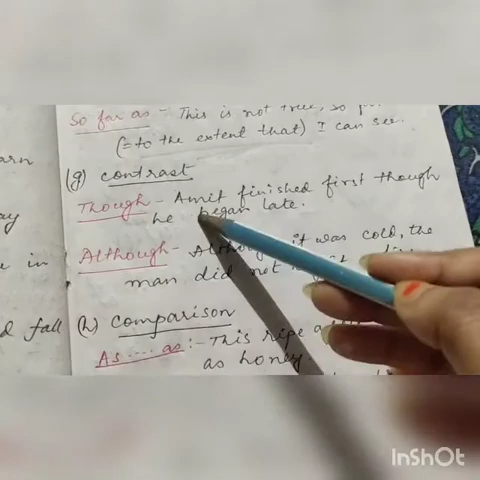 So far as - This is not true, so
(= to the extent that) I can see.
arn
(g) contrast
Though - Amit finished first though
he began late.
ay
Although - Although it was cold, the
in
man did not
d fall
(h) comparison
As .... as :- This ripe
as honey.
InShOt